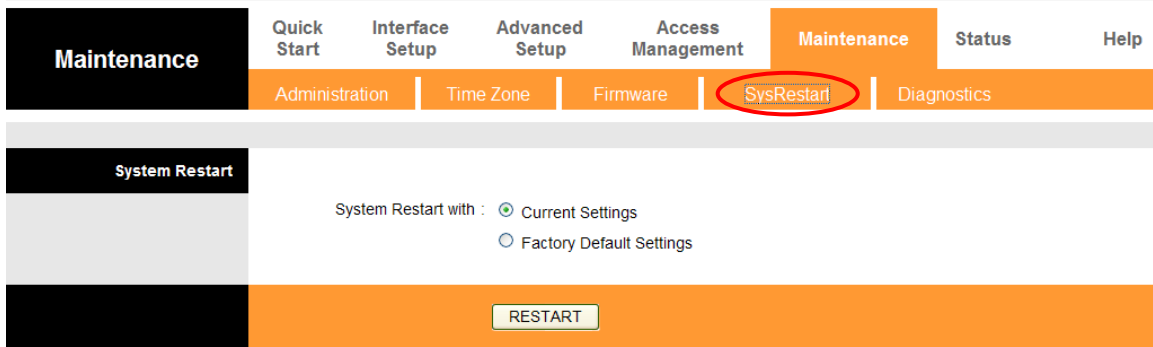 Maintenance
Quick Start
Interface Setup
Advanced Setup
Access Management
Maintenance
Status
Help
Administration
Time Zone
Firmware
SysRestart
Diagnostics
System Restart
System Restart with :
Current Settings
Factory Default Settings
RESTART